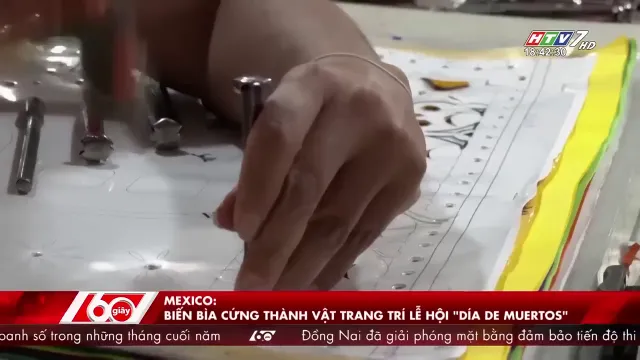 HTV7 HD
18:42:30
60 giây
MEXICO:
BIẾN BÌA CỨNG THÀNH VẬT TRANG TRÍ LỄ HỘI "DÍA DE MUERTOS"
oanh số trong những tháng cuối năm Đồng Nai đã giải phóng mặt bằng đảm bảo tiến độ thi